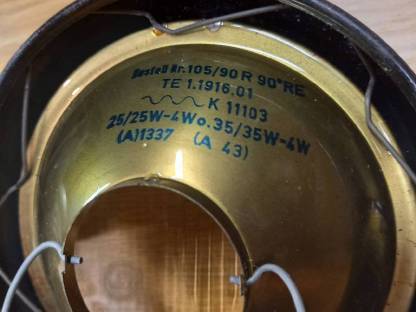 Bestell Nr. 105/90 R 90° RE
TE 1.1916.01
K 11103
25/25W-4W o. 35/35W-4W
(A)1337 (A 43)